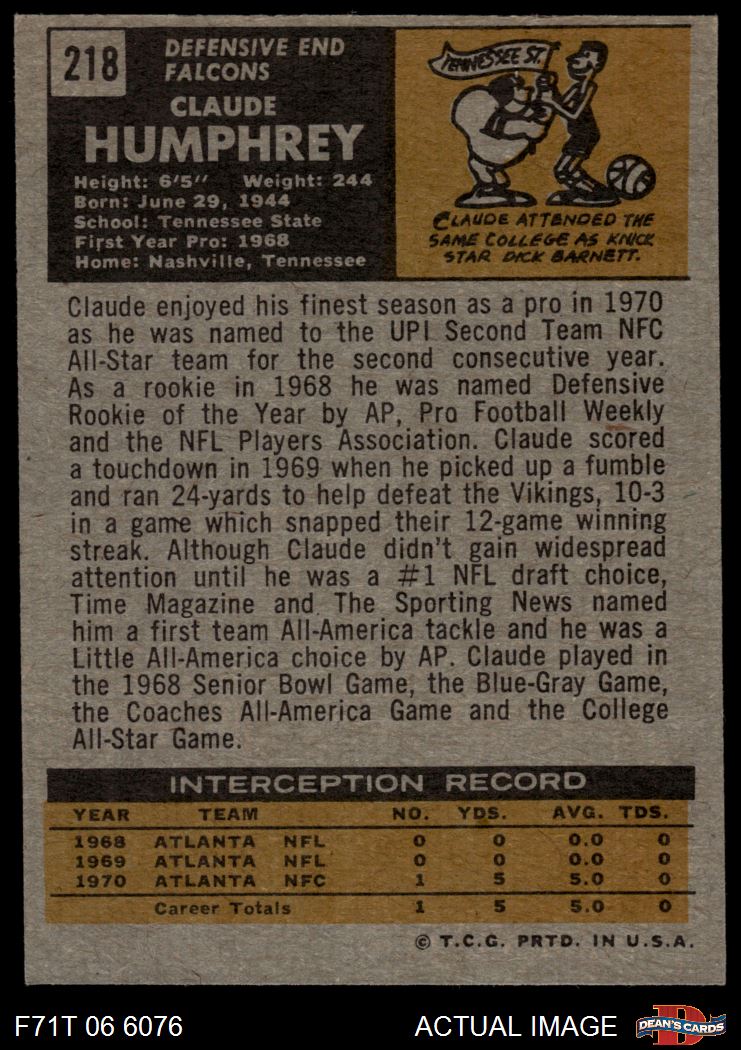 218
DEFENSIVE END
FALCONS
CLAUDE
HUMPHREY
Height: 6'5" Weight: 244
Born: June 29, 1944
School: Tennessee State
First Year Pro: 1968
Home: Nashville, Tennessee
TENNESSEE ST.
CLAUDE ATTENDED THE
SAME COLLEGE AS KNICK
STAR DICK BARNETT.
Claude enjoyed his finest season as a pro in 1970
as he was named to the UPI Second Team NFC
All-Star team for the second consecutive year.
As a rookie in 1968 he was named Defensive
Rookie of the Year by AP, Pro Football Weekly
and the NFL Players Association. Claude scored
a touchdown in 1969 when he picked up a fumble
and ran 24-yards to help defeat the Vikings, 10-3
in a game which snapped their 12-game winning
streak. Although Claude didn't gain widespread
attention until he was a #1 NFL draft choice,
Time Magazine and The Sporting News named
him a first team All-America tackle and he was a
Little All-America choice by AP. Claude played in
the 1968 Senior Bowl Game, the Blue-Gray Game,
the Coaches All-America Game and the College
All-Star Game.
INTERCEPTION RECORD
YEAR TEAM NO. YDS. AVG. TDS.
1968 ATLANTA NFL 0 0 0.0 0
1969 ATLANTA NFL 0 0 0.0 0
1970 ATLANTA NFC 1 5 5.0 0
Career Totals 1 5 5.0 0
© T.C.G. PRTD. IN U.S.A.
F71T 06 6076 ACTUAL IMAGE
DEAN'S CARDS